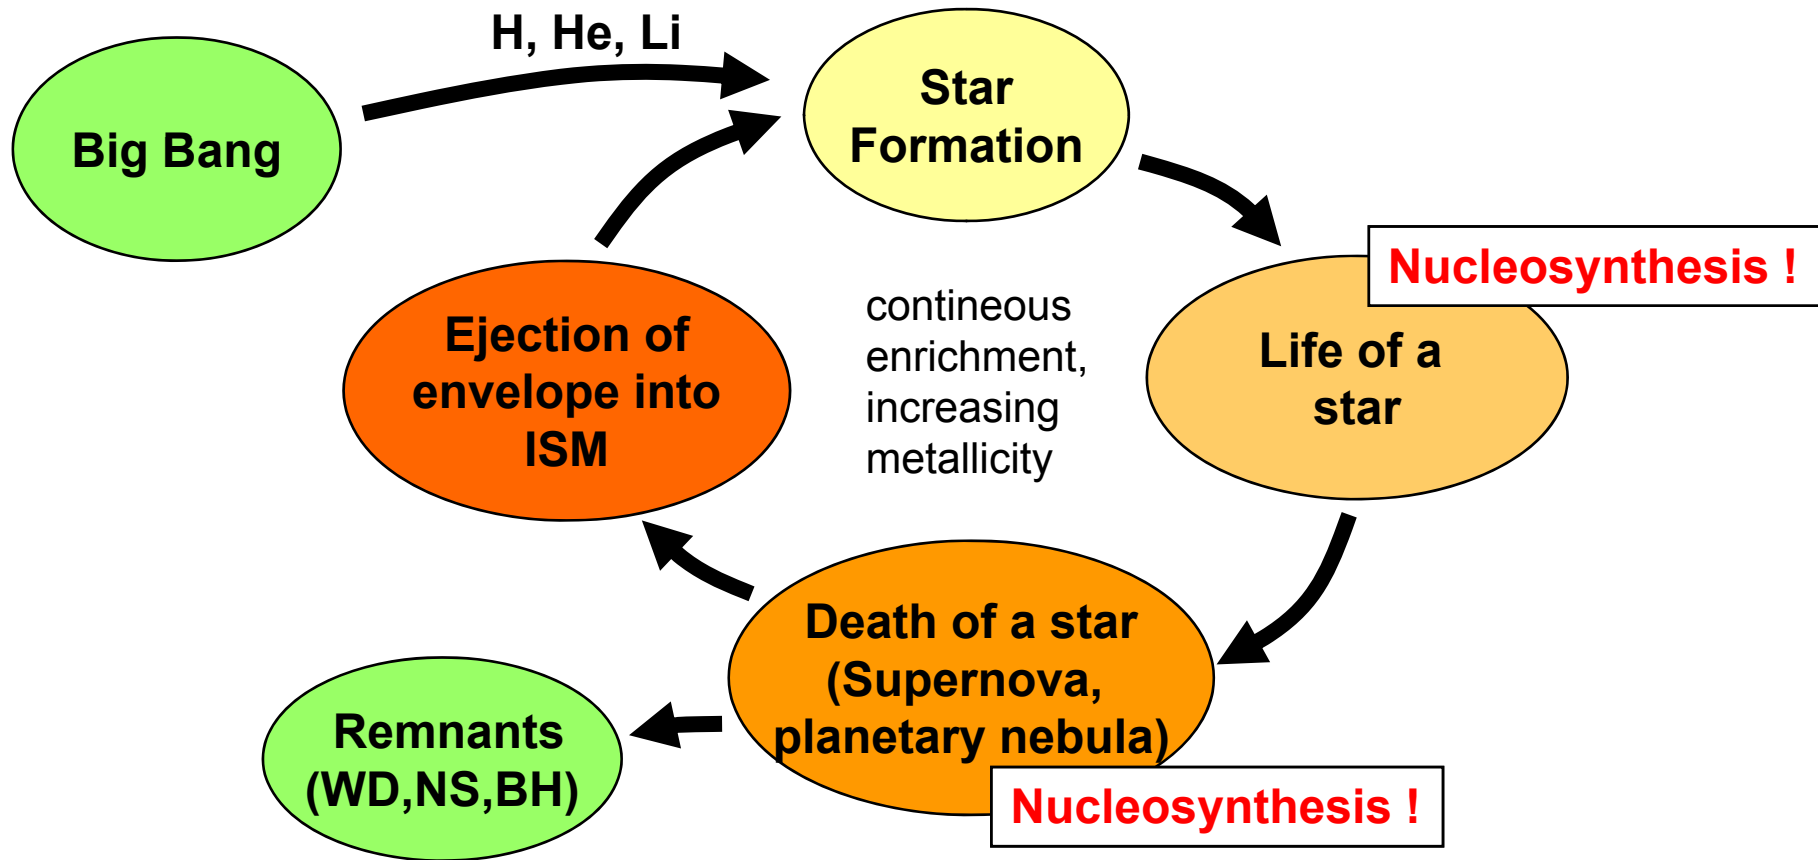 H, He, Li
Big Bang
Star
Formation
Nucleosynthesis !
Life of a
star
contineous
enrichment,
increasing
metallicity
Ejection of
envelope into
ISM
Death of a star
(Supernova,
planetary nebula)
Nucleosynthesis !
Remnants
(WD,NS,BH)